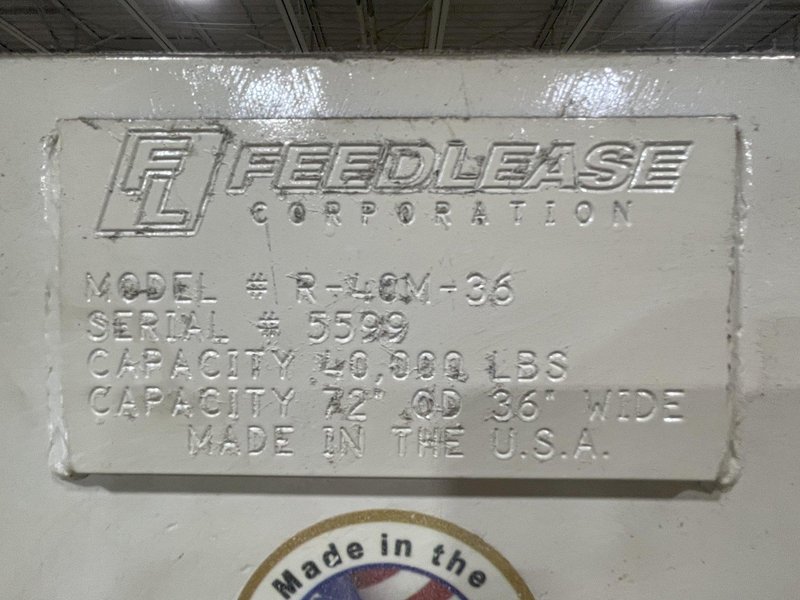 FL FEEDLEASE
CORPORATION
MODEL # R-40M-36
SERIAL # 5599
CAPACITY 40,000 LBS
CAPACITY 72" OD 36" WIDE
MADE IN THE U.S.A.
Made in the